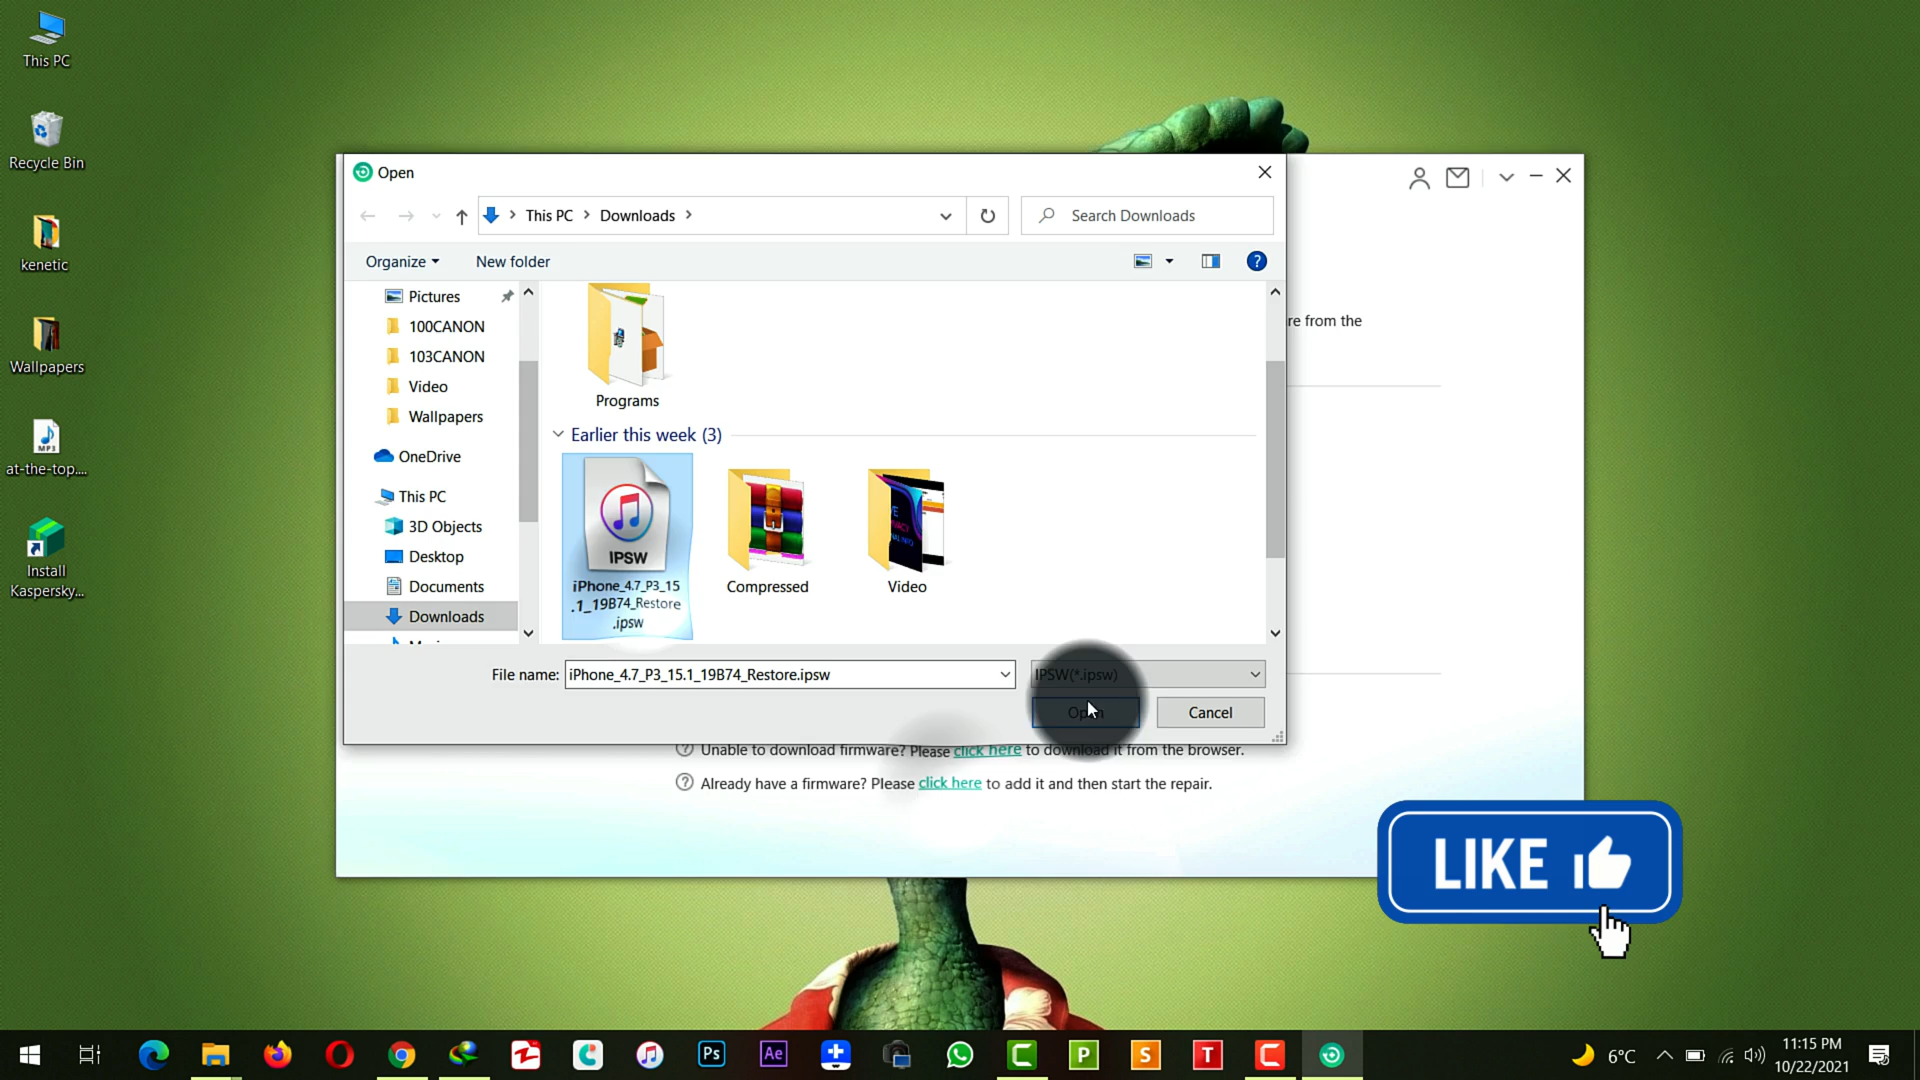 This PC
Recycle Bin
kenetic
Wallpapers
MP3
at-the-top....
Install
Kaspersky...
Open
This PC
Downloads
Search Downloads
Organize
New folder
?
Pictures
100CANON
103CANON
Video
Wallpapers
OneDrive
This PC
3D Objects
Desktop
Documents
Downloads
Programs
Earlier this week (3)
IPSW
iPhone_4.7_P3_15
.1_19B74_Restore
.ipsw
Compressed
Video
File name:
iPhone_4.7_P3_15.1_19B74_Restore.ipsw
IPSW(*.ipsw)
Open
Cancel
re from the
? Unable to download firmware? Please click here to download it from the browser.
? Already have a firmware? Please click here to add it and then start the repair.
LIKE
Ps
Ae
C
C
P
S
T
C
6°C
11:15 PM
10/22/2021